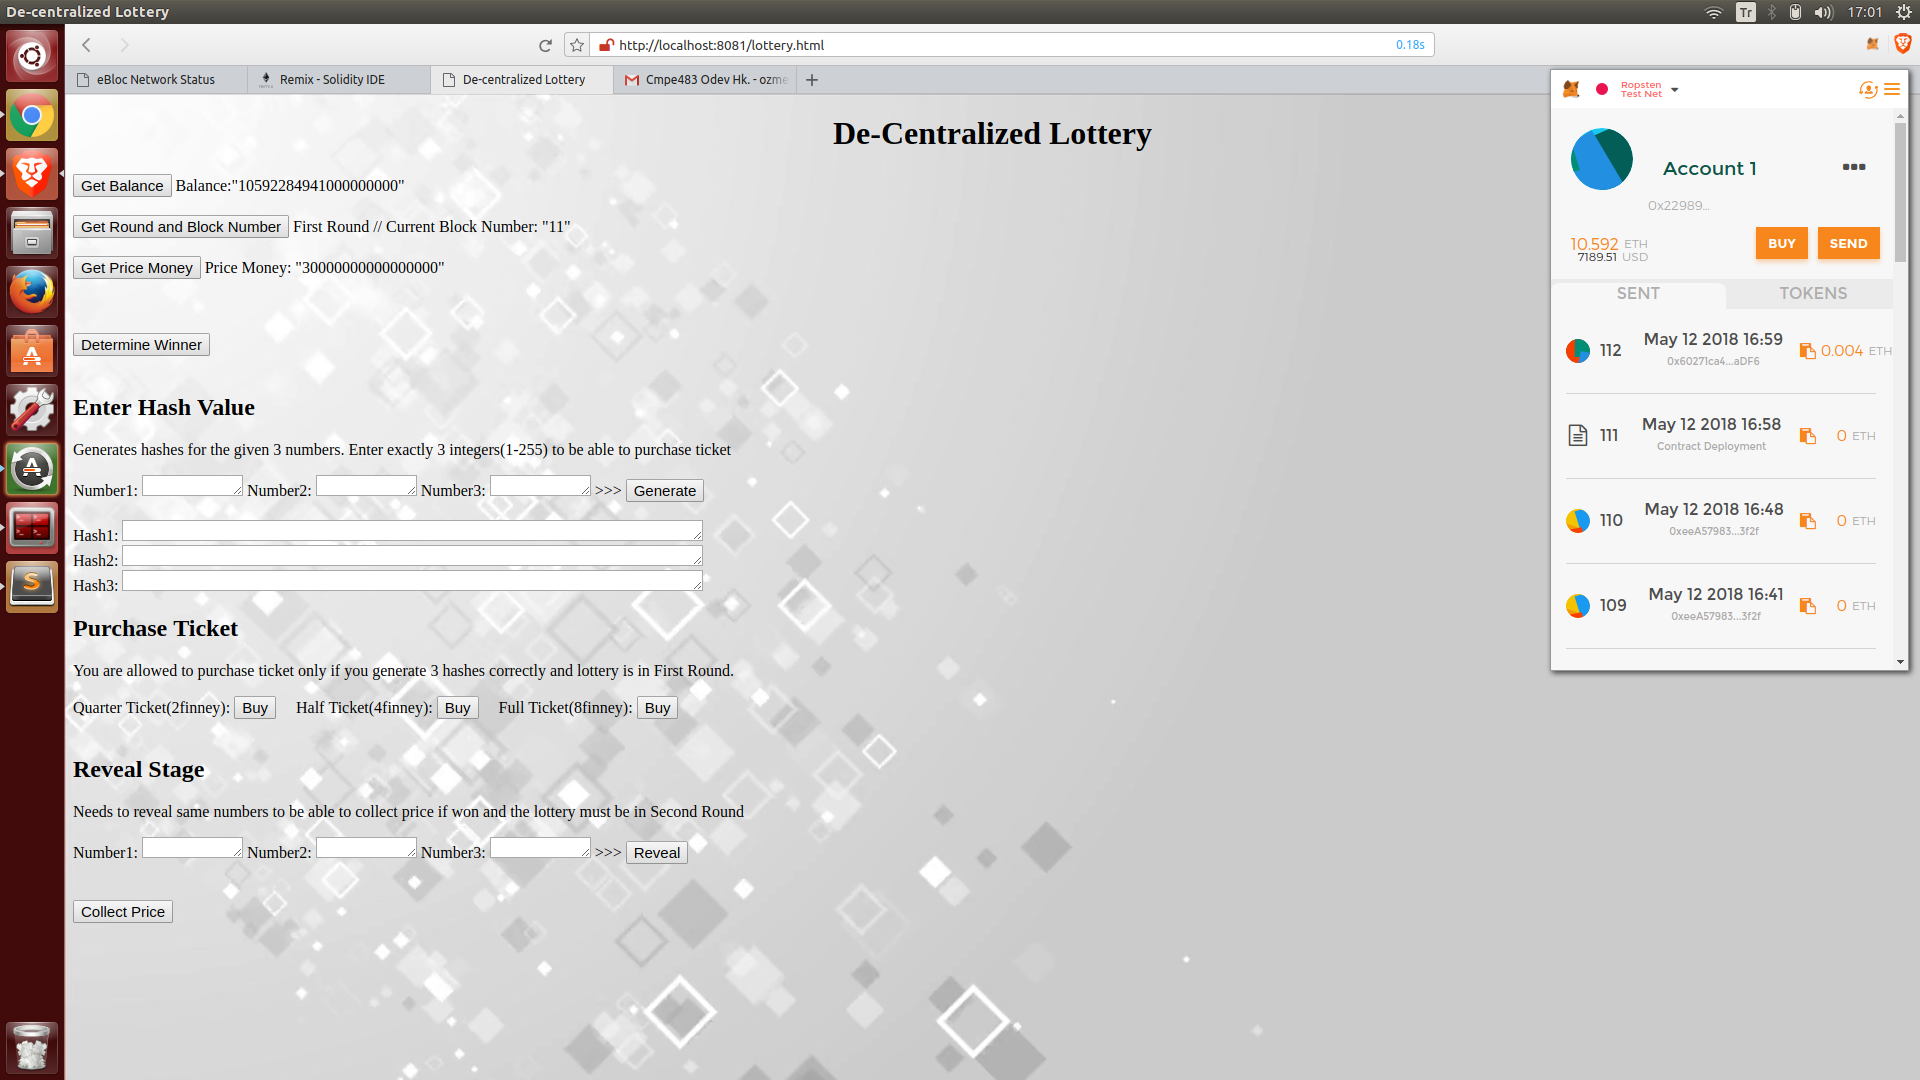 De-centralized Lottery
Tr
17:01
http://localhost:8081/lottery.html
0.18s
eBloc Network Status
Remix - Solidity IDE
De-centralized Lottery
Cmpe483 Odev Hk. - ozme
De-Centralized Lottery
Get Balance Balance:"10592284941000000000"
Get Round and Block Number First Round // Current Block Number: "11"
Get Price Money Price Money: "30000000000000000"
Determine Winner
Enter Hash Value
Generates hashes for the given 3 numbers. Enter exactly 3 integers(1-255) to be able to purchase ticket
Number1: Number2: Number3: >>> Generate
Hash1:
Hash2:
Hash3:
Purchase Ticket
You are allowed to purchase ticket only if you generate 3 hashes correctly and lottery is in First Round.
Quarter Ticket(2finney): Buy Half Ticket(4finney): Buy Full Ticket(8finney): Buy
Reveal Stage
Needs to reveal same numbers to be able to collect price if won and the lottery must be in Second Round
Number1: Number2: Number3: >>> Reveal
Collect Price
Ropsten
Test Net
Account 1
0x22989...
10.592 ETH
7189.51 USD
BUY SEND
SENT TOKENS
112 May 12 2018 16:59 0.004 ETH
0x60271ca4...aDF6
111 May 12 2018 16:58 0 ETH
Contract Deployment
110 May 12 2018 16:48 0 ETH
0xeeA57983...3f2f
109 May 12 2018 16:41 0 ETH
0xeeA57983...3f2f